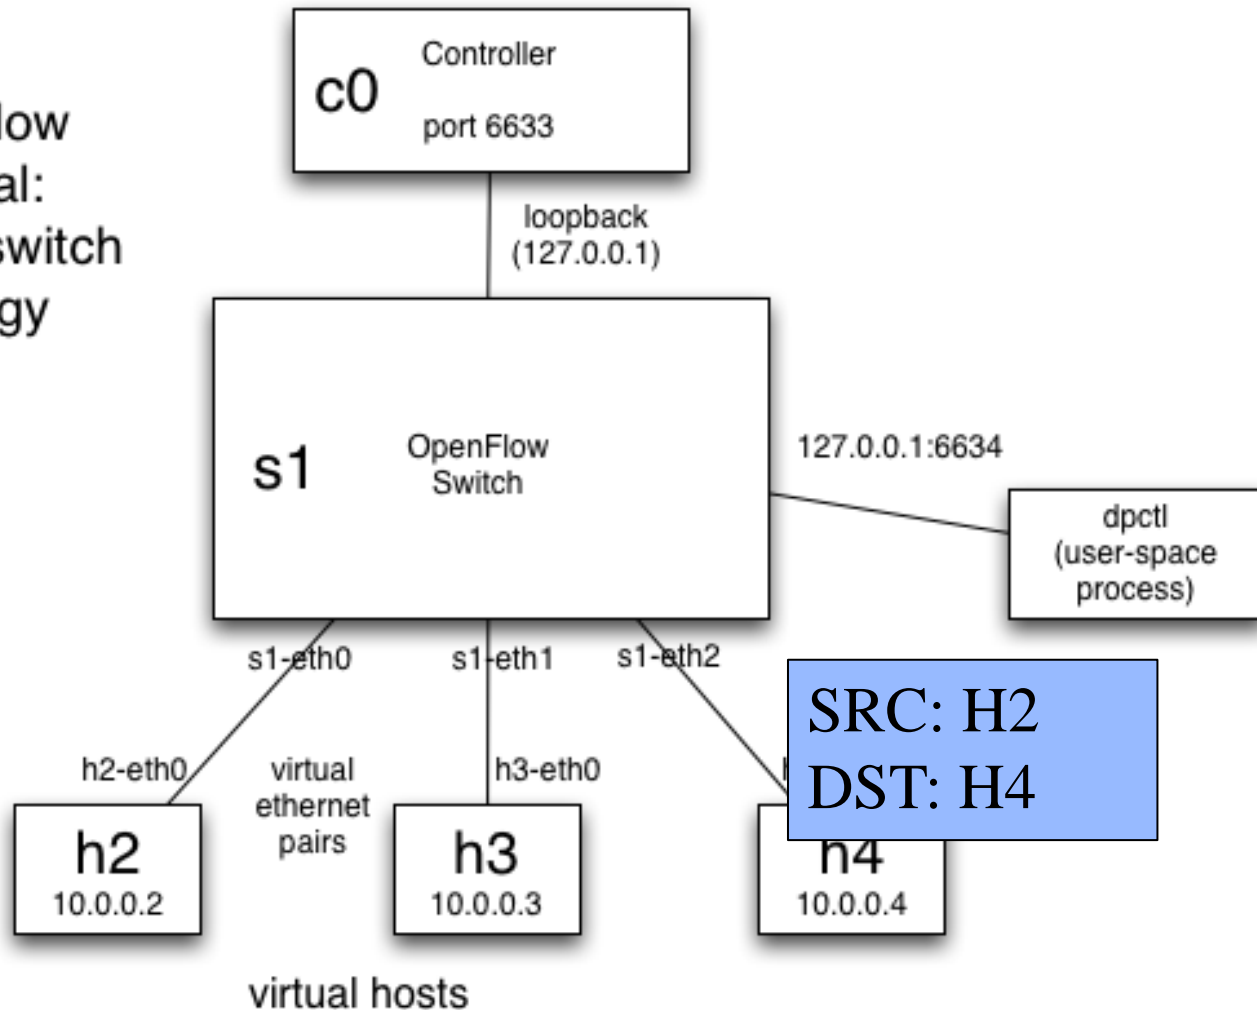 Controller
c0
port 6633
low
al:
switch
gy
loopback
(127.0.0.1)
s1
OpenFlow
Switch
127.0.0.1:6634
dpctl
(user-space
process)
s1-eth0
s1-eth1
s1-eth2
SRC: H2
DST: H4
h2-eth0
virtual
ethernet
pairs
h3-eth0
h2
10.0.0.2
h3
10.0.0.3
h4
10.0.0.4
virtual hosts